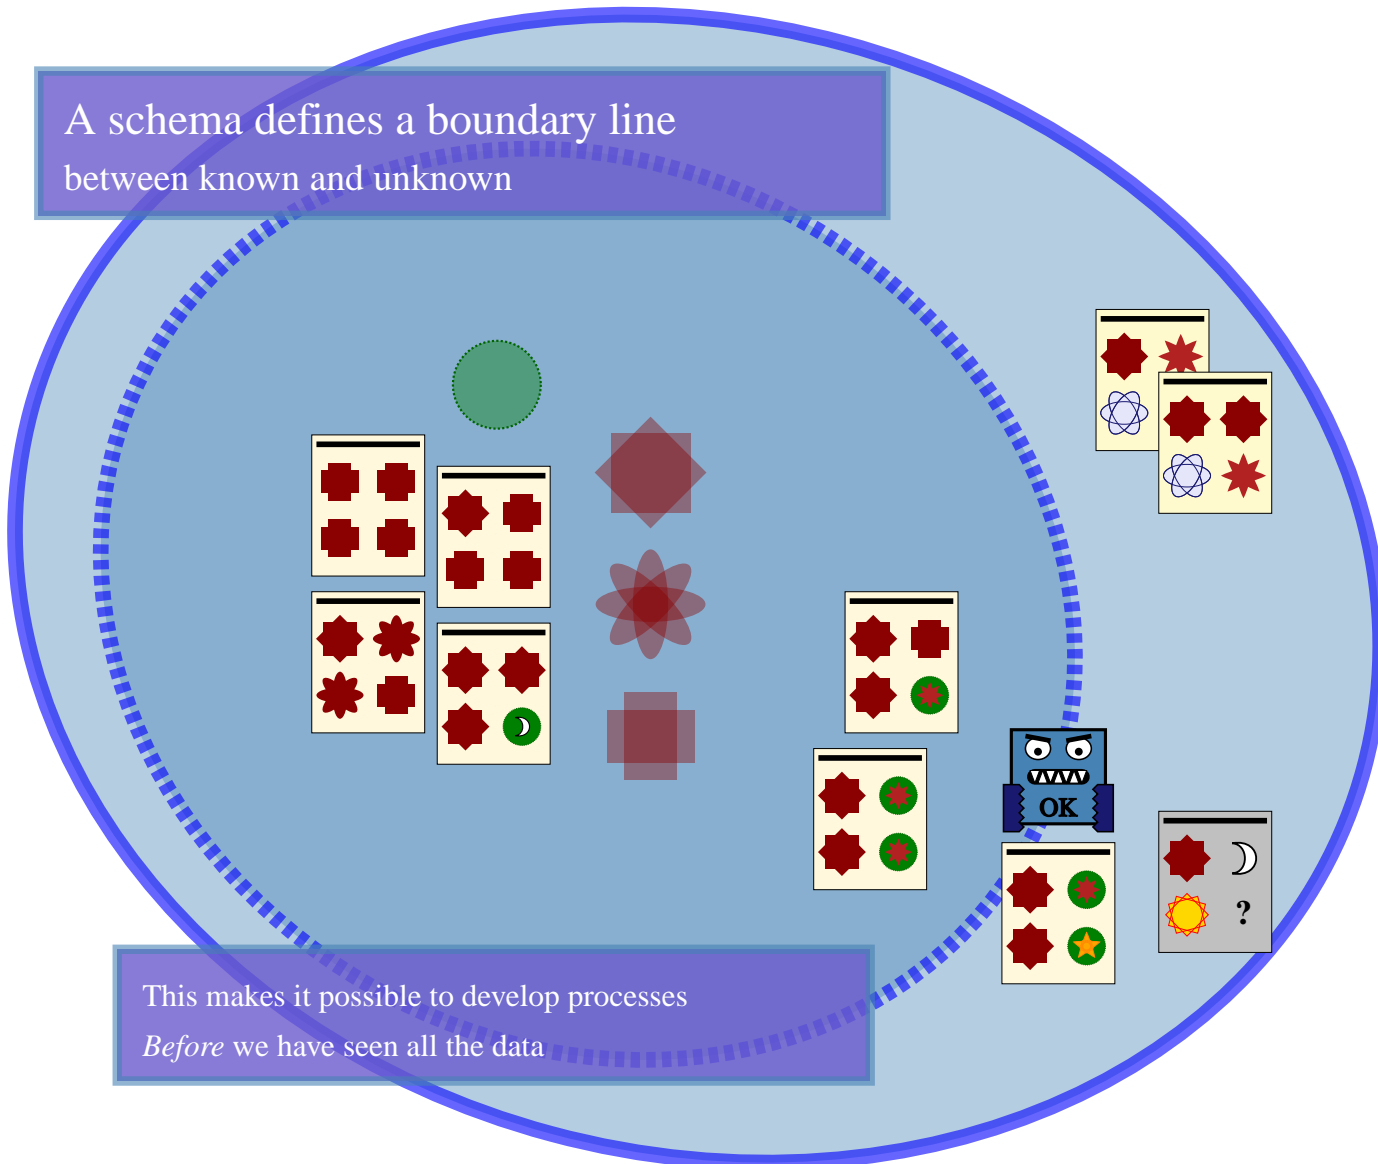 A schema defines a boundary line
between known and unknown
OK
?
This makes it possible to develop processes
Before we have seen all the data